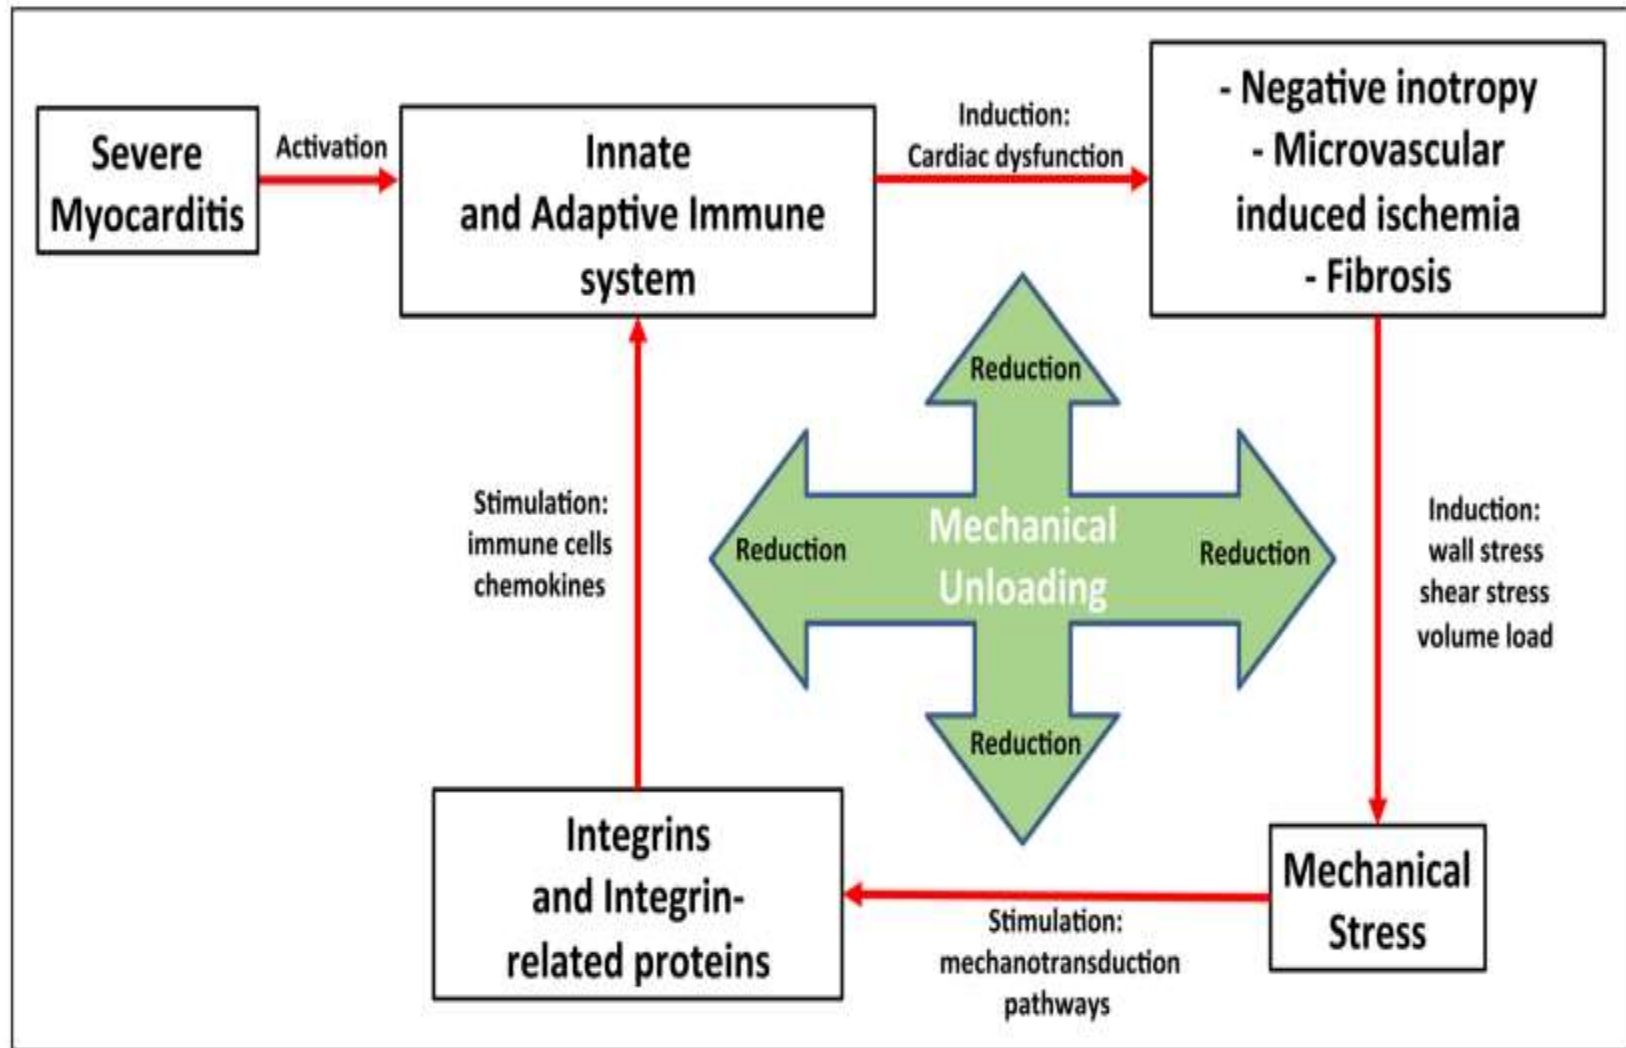 Severe
Myocarditis
Activation
Innate
and Adaptive Immune
system
Induction:
Cardiac dysfunction
- Negative inotropy
- Microvascular
induced ischemia
- Fibrosis
Reduction
Stimulation:
immune cells
chemokines
Reduction
Mechanical
Unloading
Reduction
Induction:
wall stress
shear stress
volume load
Reduction
Integrins
and Integrin-
related proteins
Stimulation:
mechanotransduction
pathways
Mechanical
Stress